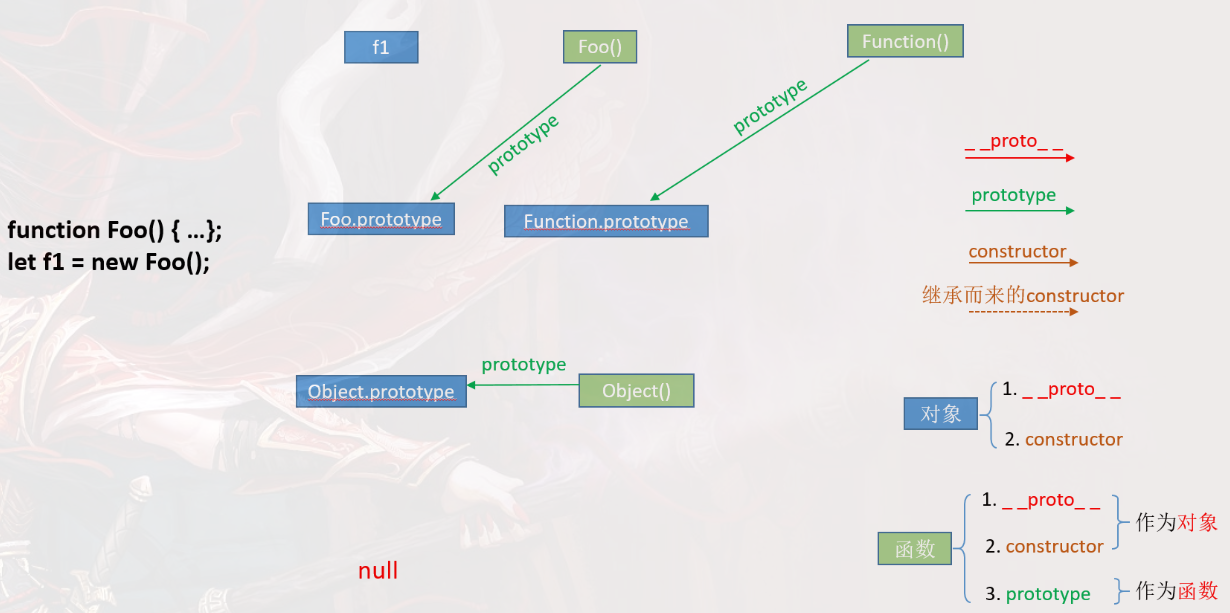 f1
Foo()
Function()
prototype
prototype
_ _proto_ _
prototype
constructor
继承而来的constructor
Foo.prototype
Function.prototype
function Foo() { ...};
let f1 = new Foo();
prototype
Object.prototype
Object()
对象
1. _ _proto_ _
2. constructor
函数
1. _ _proto_ _
2. constructor
作为对象
3. prototype
作为函数
null